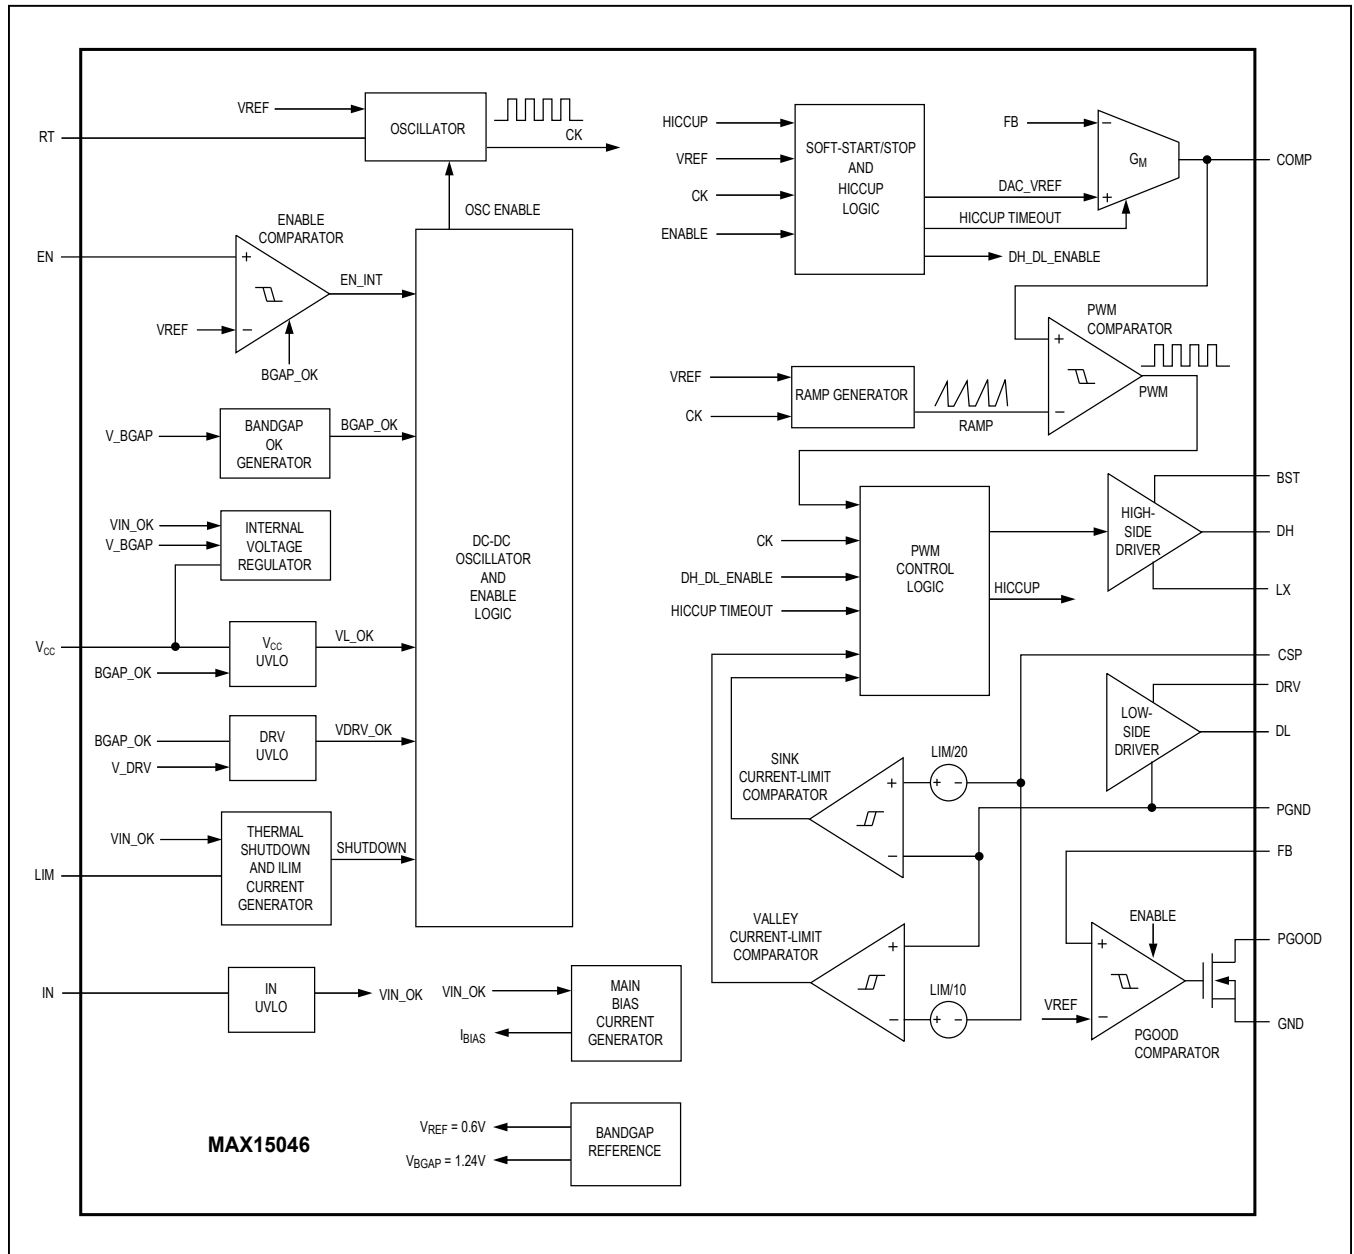 VREF
RT
OSCILLATOR
CK
OSC ENABLE
ENABLE
COMPARATOR
EN
+
EN_INT
VREF
−
BGAP_OK
V_BGAP
BANDGAP
OK
GENERATOR
BGAP_OK
VIN_OK
V_BGAP
INTERNAL
VOLTAGE
REGULATOR
DC-DC
OSCILLATOR
AND
ENABLE
LOGIC
VCC
VCC
UVLO
VL_OK
BGAP_OK
BGAP_OK
V_DRV
DRV
UVLO
VDRV_OK
VIN_OK
LIM
THERMAL
SHUTDOWN
AND ILIM
CURRENT
GENERATOR
SHUTDOWN
IN
IN
UVLO
VIN_OK
VIN_OK
IBIAS
MAIN
BIAS
CURRENT
GENERATOR
VREF = 0.6V
VBGAP = 1.24V
BANDGAP
REFERENCE
MAX15046
HICCUP
VREF
CK
ENABLE
SOFT-START/STOP
AND
HICCUP
LOGIC
FB
−
GM
+
COMP
DAC_VREF
HICCUP TIMEOUT
DH_DL_ENABLE
PWM
COMPARATOR
+
−
PWM
VREF
CK
RAMP GENERATOR
RAMP
CK
DH_DL_ENABLE
HICCUP TIMEOUT
PWM
CONTROL
LOGIC
HICCUP
HIGH-
SIDE
DRIVER
BST
DH
LX
CSP
LOW-
SIDE
DRIVER
DRV
DL
PGND
SINK
CURRENT-LIMIT
COMPARATOR
+
−
LIM/20
+ −
VALLEY
CURRENT-LIMIT
COMPARATOR
+
−
LIM/10
+ −
FB
ENABLE
+
VREF
−
PGOOD
COMPARATOR
PGOOD
GND